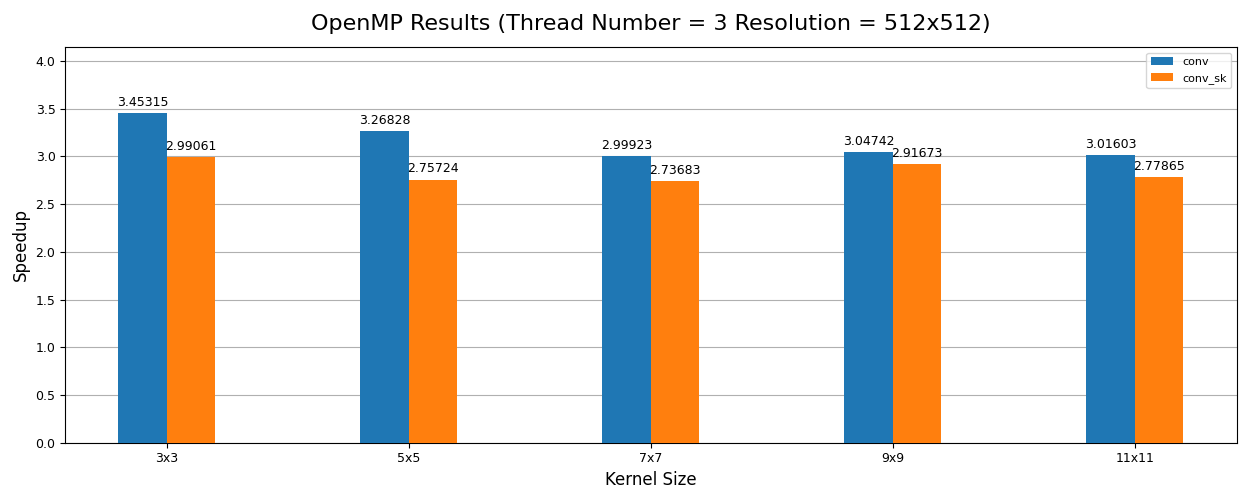 OpenMP Results (Thread Number = 3 Resolution = 512x512)
conv
conv_sk
4.0
3.5
3.0
2.5
2.0
1.5
1.0
0.5
0.0
Speedup
3.45315
2.99061
3.26828
2.75724
2.99923
2.73683
3.04742
2.91673
3.01603
2.77865
3x3
5x5
7x7
9x9
11x11
Kernel Size